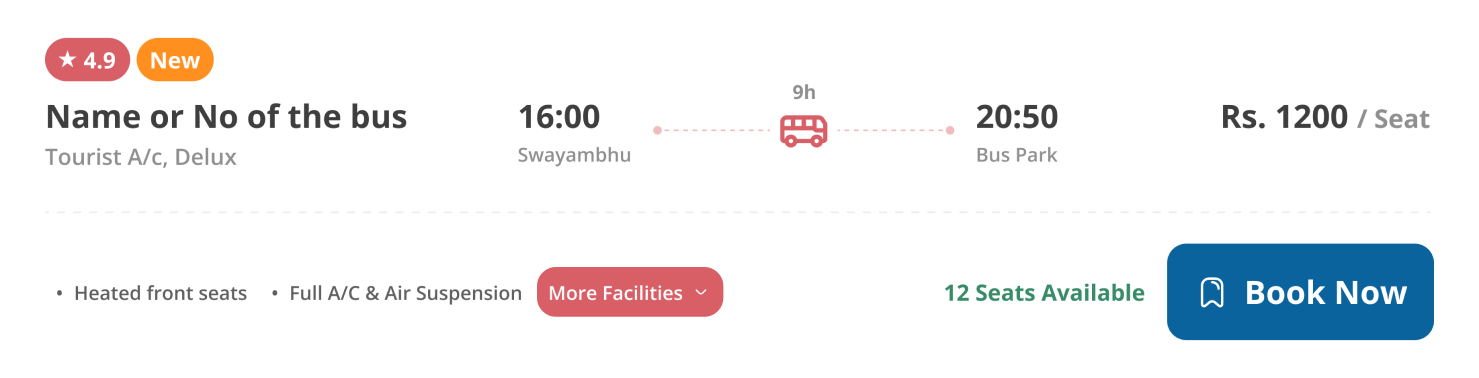 ★ 4.9 New
Name or No of the bus
Tourist A/c, Delux
16:00
Swayambhu
9h
20:50
Bus Park
Rs. 1200 / Seat
• Heated front seats • Full A/C & Air Suspension More Facilities
12 Seats Available
Book Now